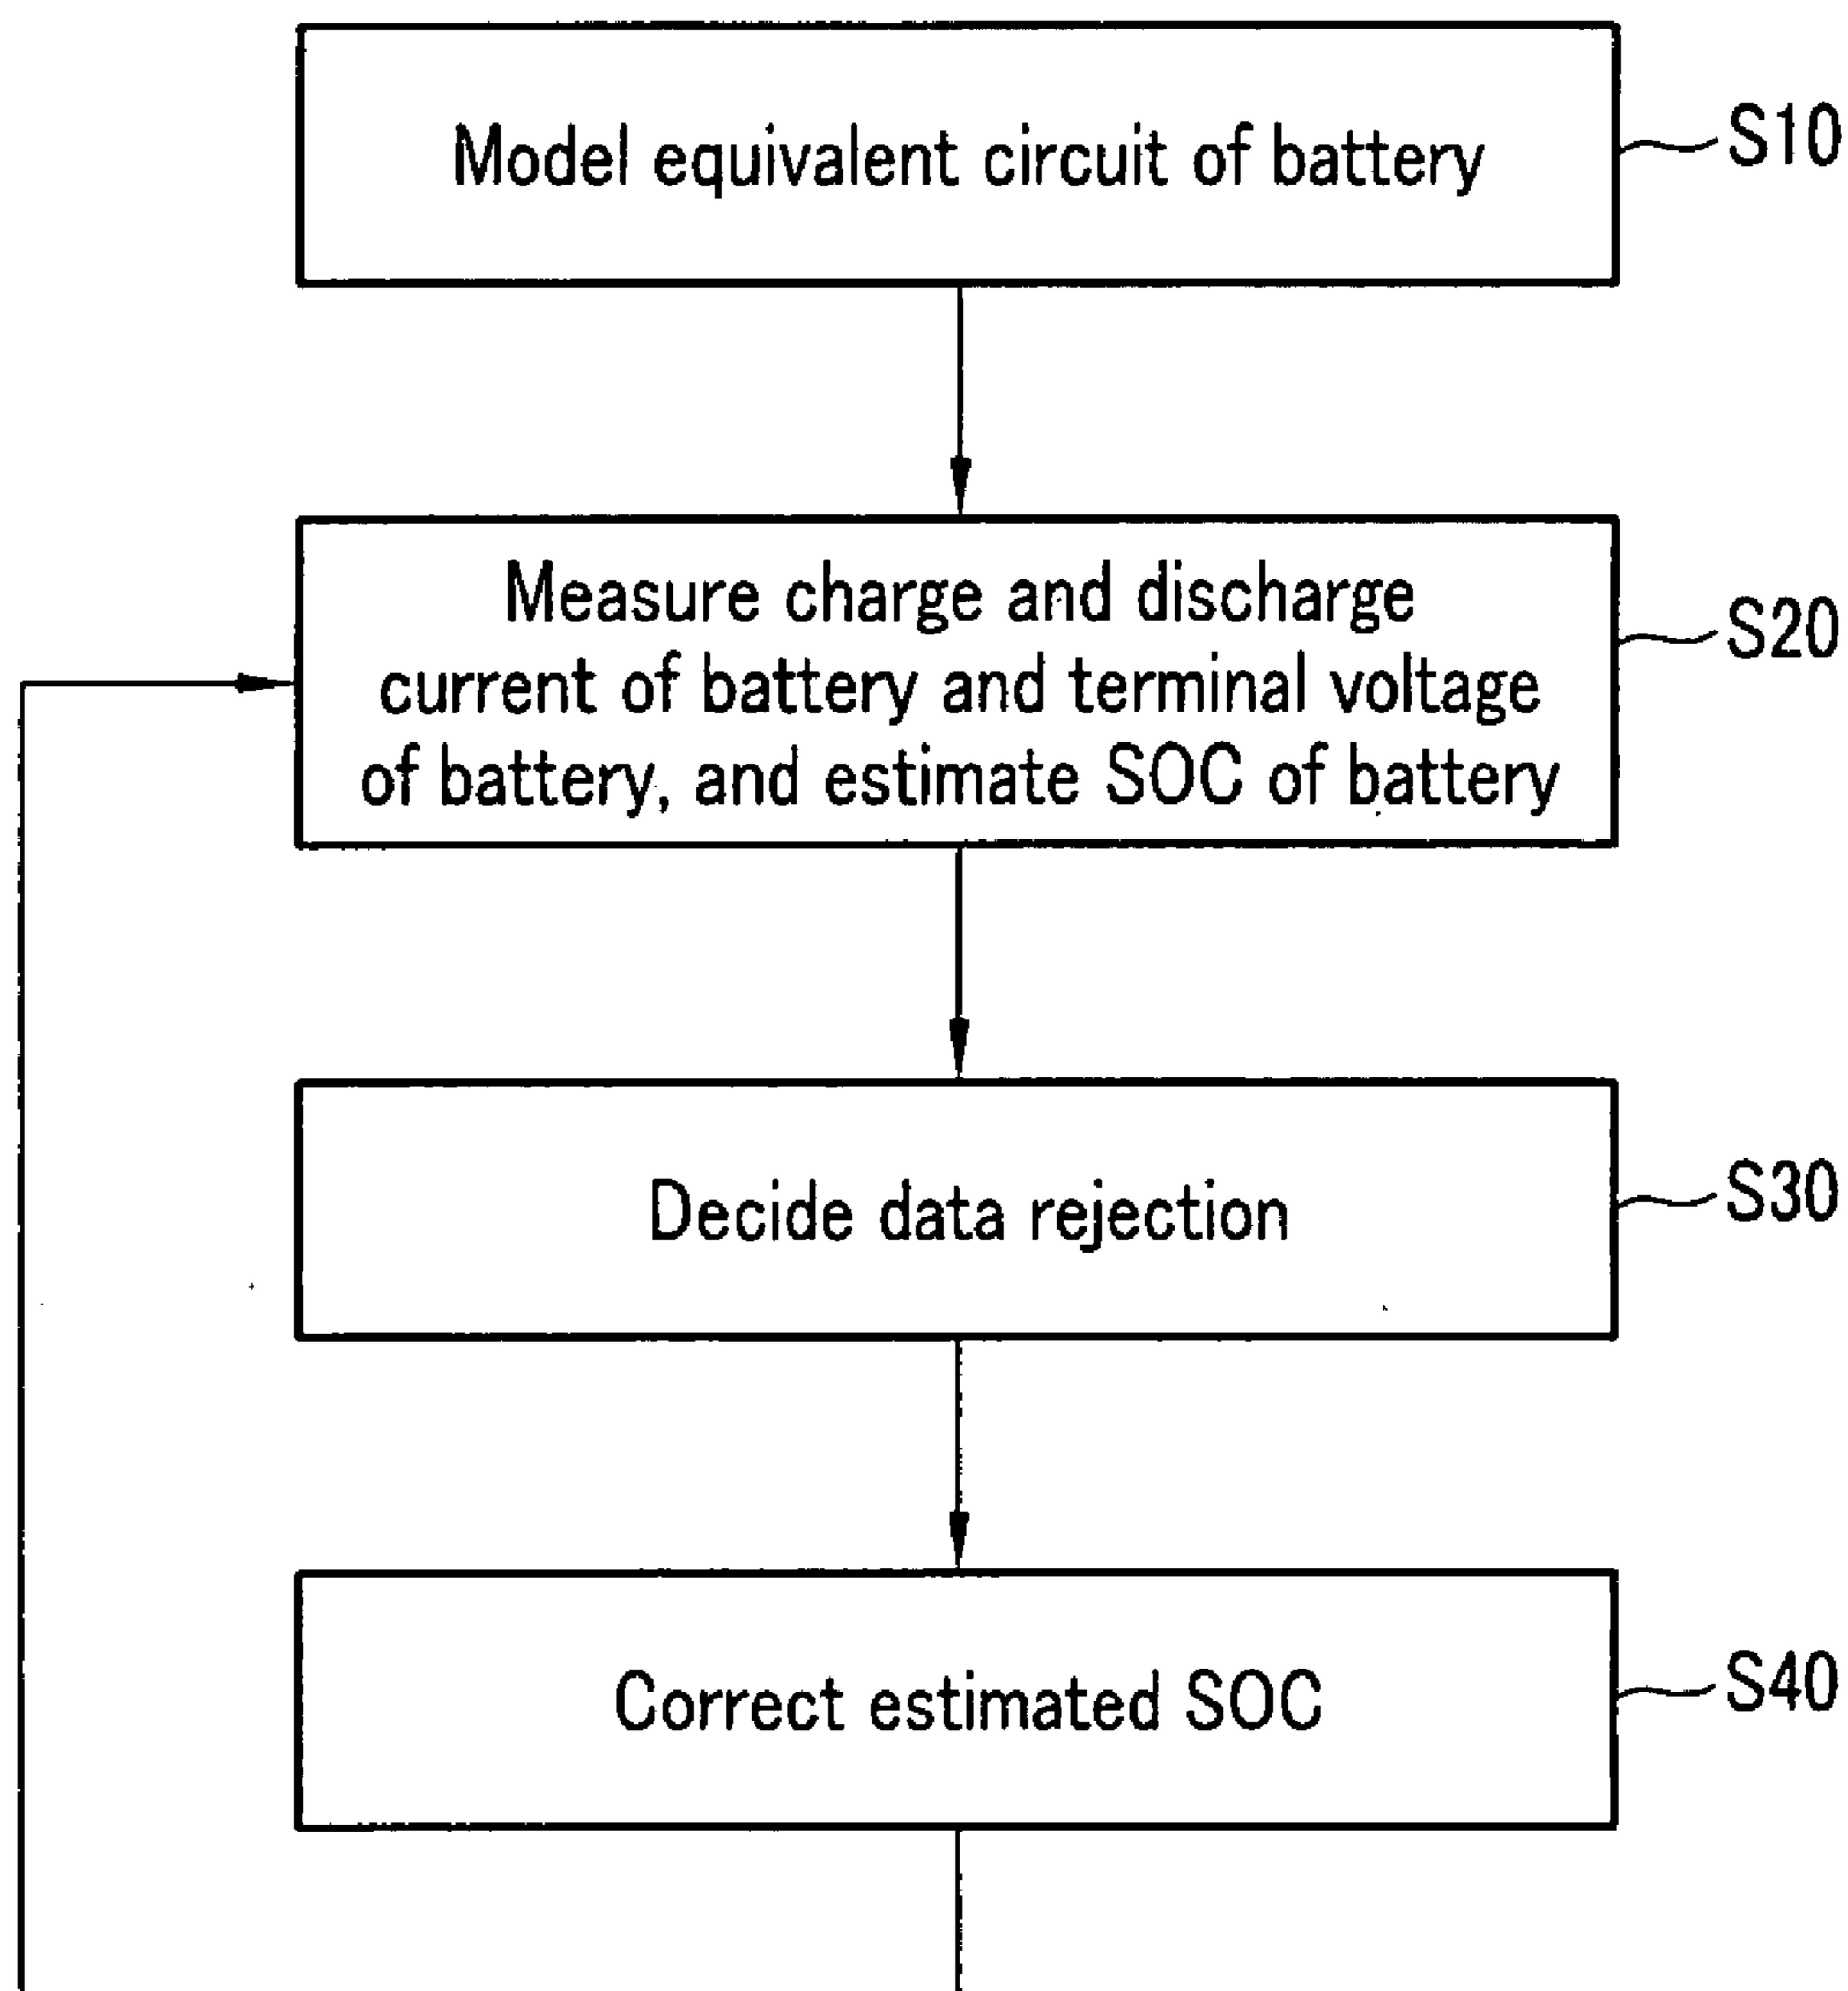 Model equivalent circuit of battery
S10
Measure charge and discharge
current of battery and terminal voltage
of battery, and estimate SOC of battery
S20
Decide data rejection
S30
Correct estimated SOC
S40